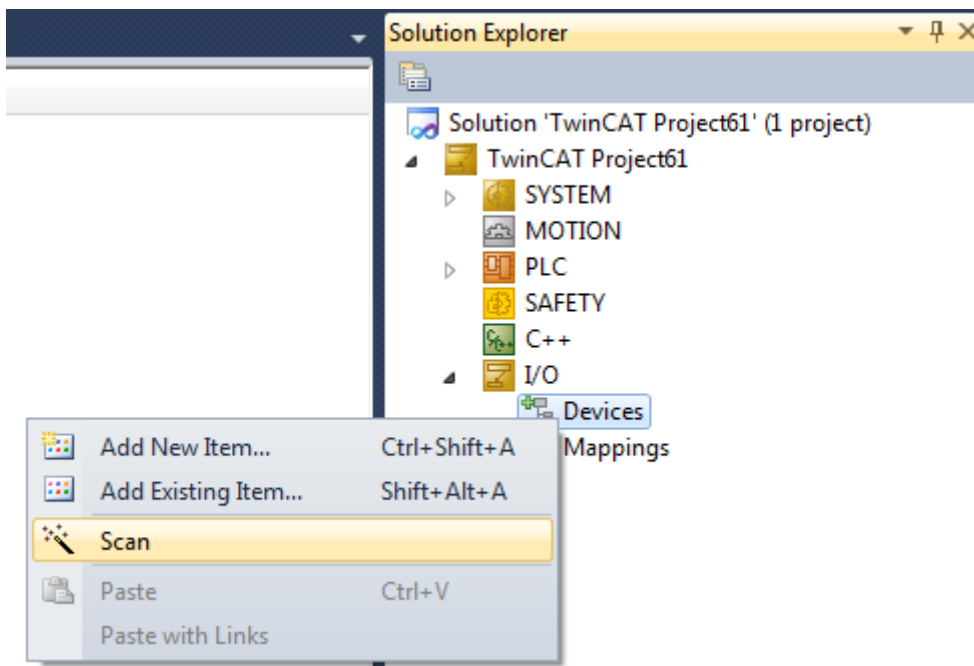 Solution Explorer
Solution 'TwinCAT Project61' (1 project)
TwinCAT Project61
SYSTEM
MOTION
PLC
SAFETY
C++
I/O
Devices
Mappings
Add New Item... Ctrl+Shift+A
Add Existing Item... Shift+Alt+A
Scan
Paste Ctrl+V
Paste with Links